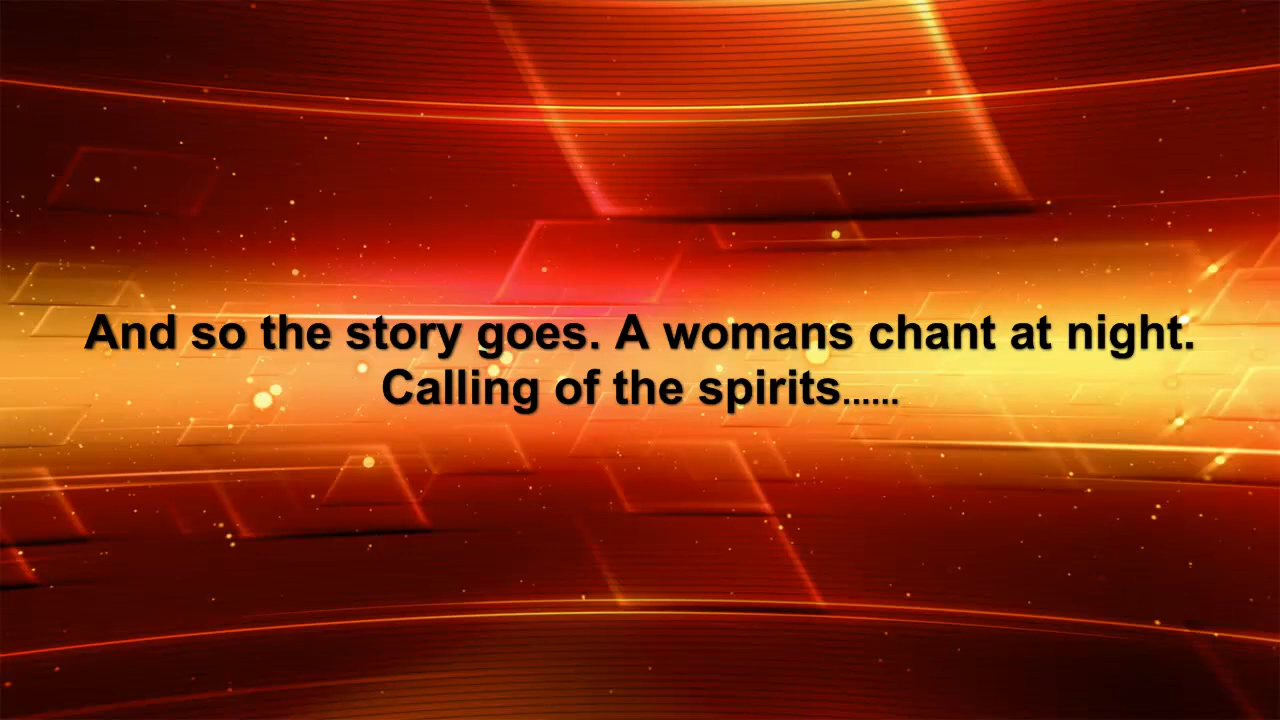 And so the story goes. A womans chant at night.
Calling of the spirits......